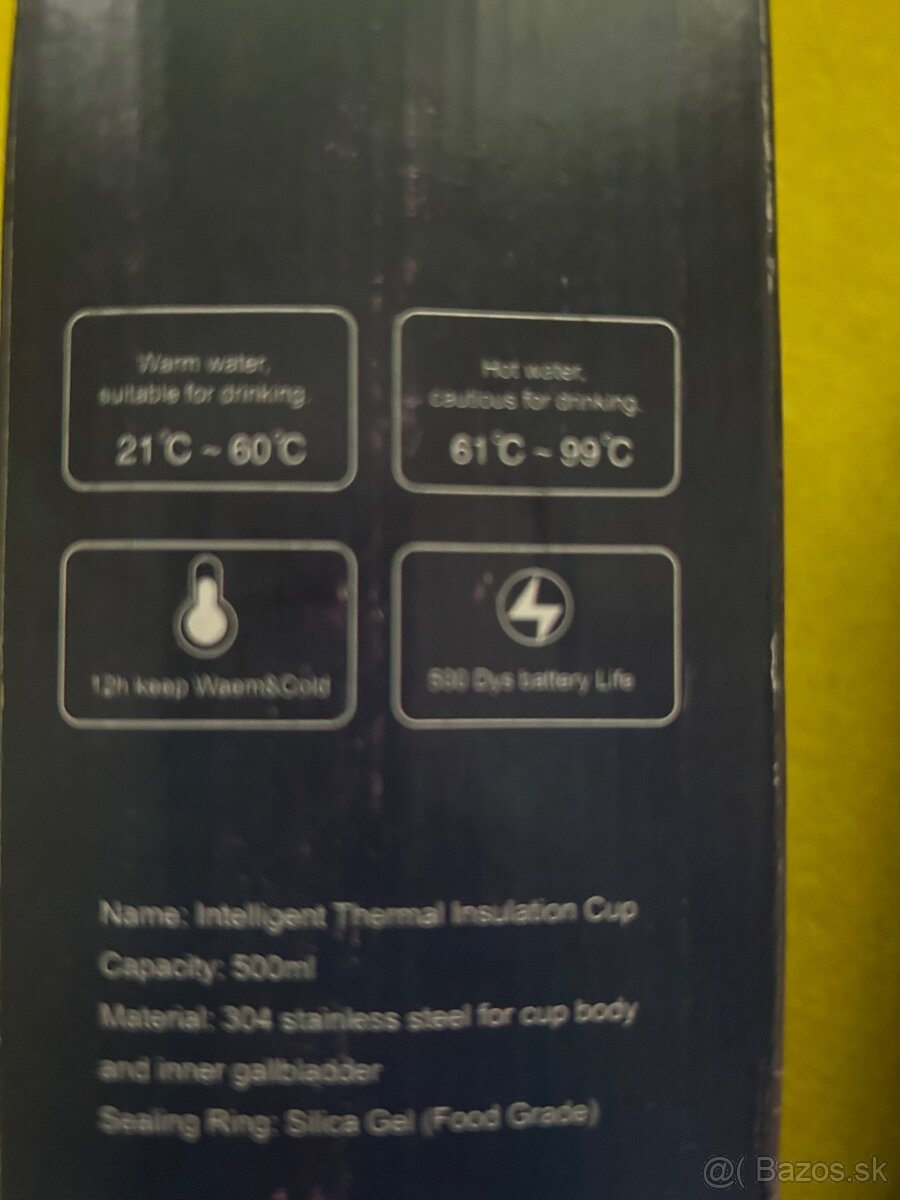 Warm water,
suitable for drinking.
21℃ ~ 60℃
Hot water,
cautious for drinking.
61℃ ~ 99℃
12h keep Waem&Cold
500 Dys battery Life
Name: Intelligent Thermal Insulation Cup
Capacity: 500ml
Material: 304 stainless steel for cup body
and inner gallbladder
Sealing Ring: Silica Gel (Food Grade)
@( Bazos.sk